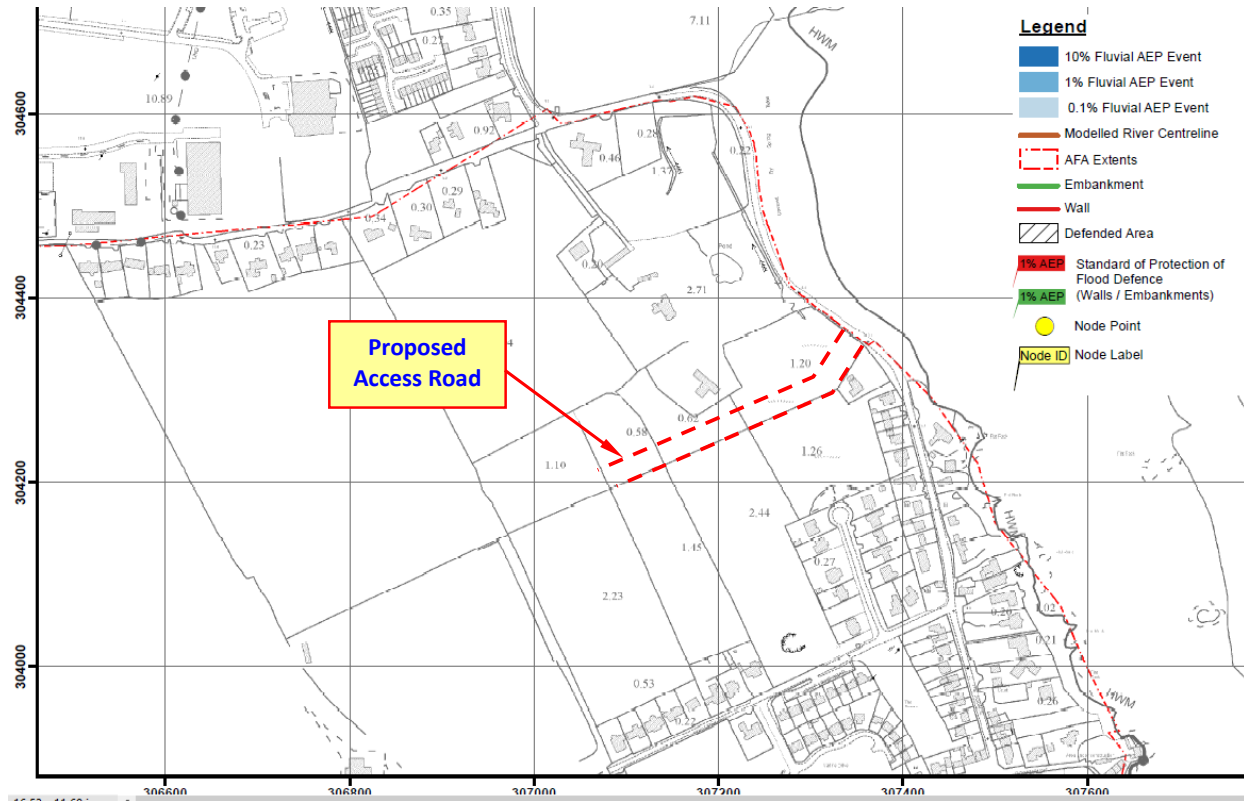 Legend
10% Fluvial AEP Event
1% Fluvial AEP Event
0.1% Fluvial AEP Event
Modelled River Centreline
AFA Extents
Embankment
Wall
Defended Area
1% AEP Standard of Protection of
Flood Defence
1% AEP (Walls / Embankments)
Node Point
Node ID Node Label
Proposed
Access Road
0.35
0.27
7.11
HWM
10.89
0.92
0.28
0.46
0.22
1.37
0.29
0.30
0.34
0.23
0.20
Pond
2.71
1.20
0.62
0.58
1.10
1.26
2.44
1.45
0.27
HWM
2.23
0.20
0.21
0.53
0.27
0.26
HWM
304600
304400
304200
304000
306600
306800
307000
307200
307400
307600